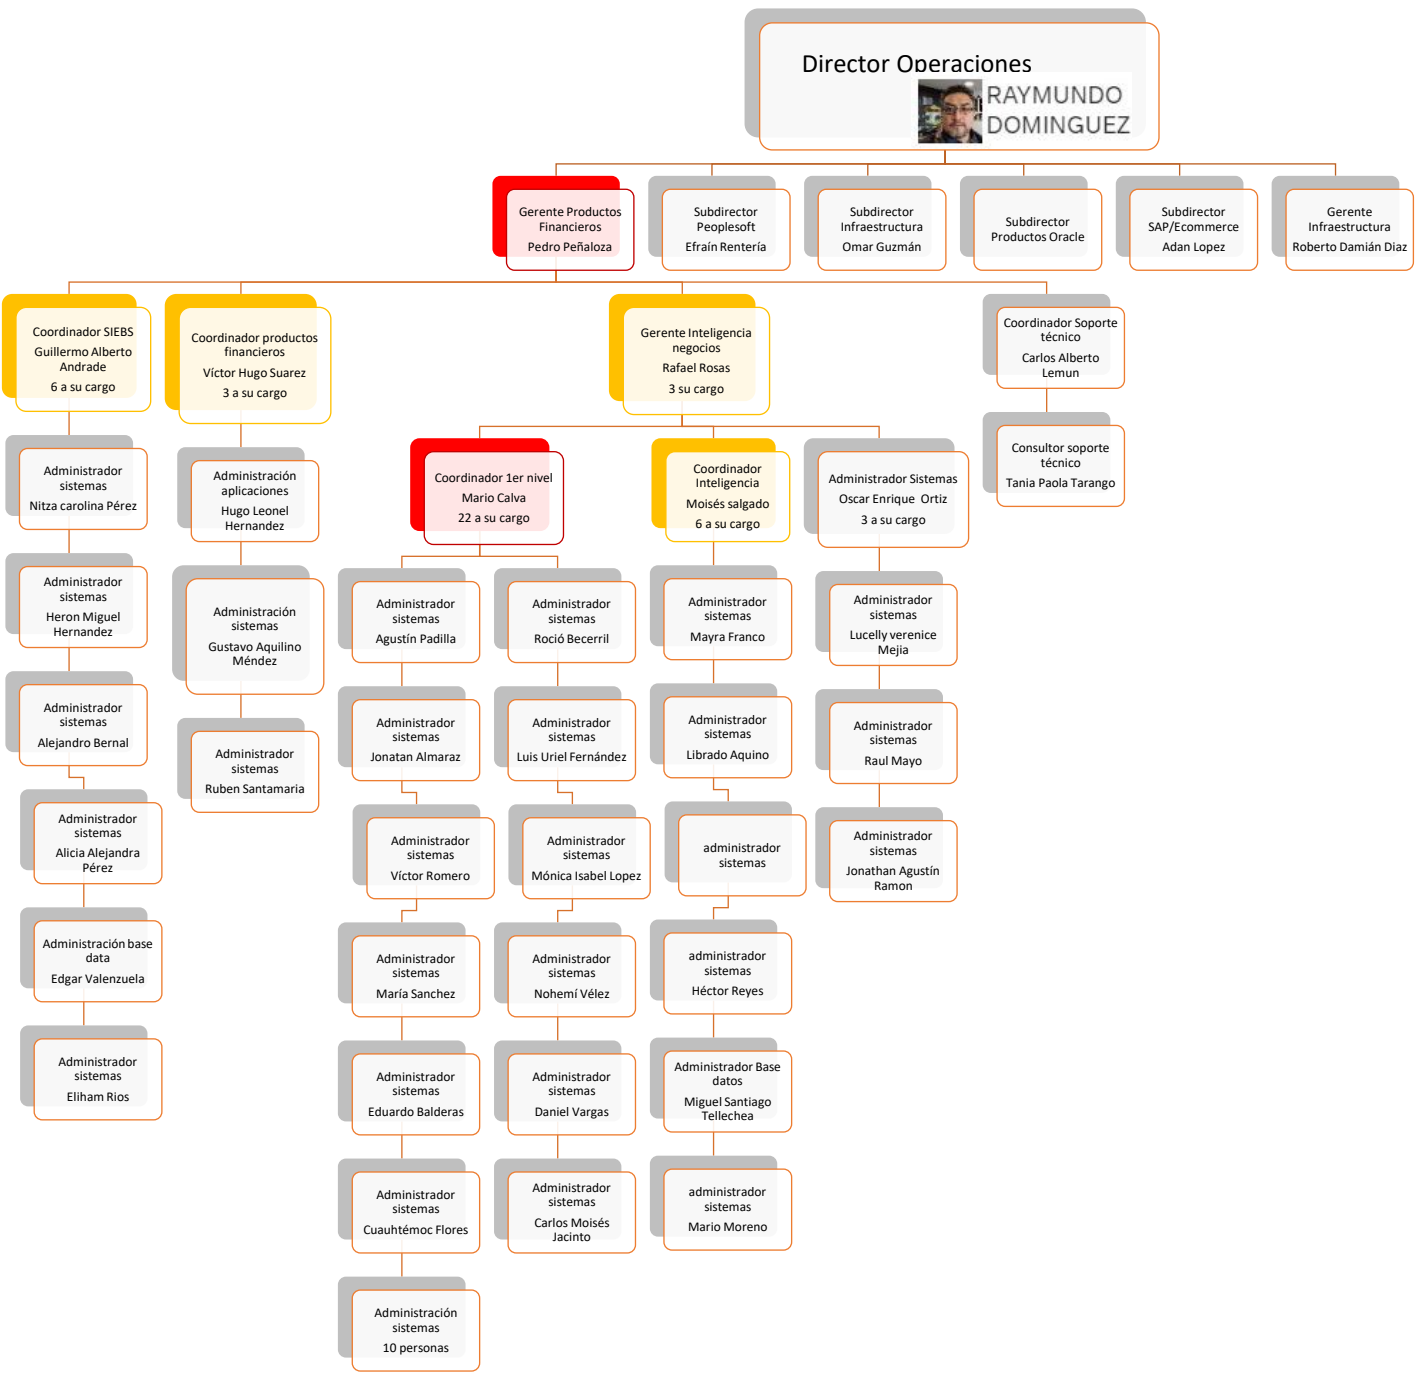 Director Operaciones
RAYMUNDO
DOMINGUEZ
Gerente Productos
Financieros
Pedro Peñaloza
Subdirector
Peoplesoft
Efraín Rentería
Subdirector
Infraestructura
Omar Guzmán
Subdirector
Productos Oracle
Subdirector
SAP/Ecommerce
Adan Lopez
Gerente
Infraestructura
Roberto Damián Diaz
Coordinador SIEBS
Guillermo Alberto
Andrade
6 a su cargo
Coordinador productos
financieros
Víctor Hugo Suarez
3 a su cargo
Gerente Inteligencia
negocios
Rafael Rosas
3 su cargo
Coordinador Soporte
técnico
Carlos Alberto
Lemun
Administrador
sistemas
Nitza carolina Pérez
Administrador
sistemas
Heron Miguel
Hernandez
Administrador
sistemas
Alejandro Bernal
Administrador
sistemas
Alicia Alejandra
Pérez
Administración base
data
Edgar Valenzuela
Administrador
sistemas
Eliham Rios
Administración
aplicaciones
Hugo Leonel
Hernandez
Administración
sistemas
Gustavo Aquilino
Méndez
Administrador
sistemas
Ruben Santamaria
Coordinador 1er nivel
Mario Calva
22 a su cargo
Administrador
sistemas
Agustín Padilla
Administrador
sistemas
Jonatan Almaraz
Administrador
sistemas
Víctor Romero
Administrador
sistemas
María Sanchez
Administrador
sistemas
Eduardo Balderas
Administrador
sistemas
Cuauhtémoc Flores
Administración
sistemas
10 personas
Administrador
sistemas
Roció Becerril
Administrador
sistemas
Luis Uriel Fernández
Administrador
sistemas
Mónica Isabel Lopez
Administrador
sistemas
Nohemí Vélez
Administrador
sistemas
Daniel Vargas
Administrador
sistemas
Carlos Moisés
Jacinto
Coordinador
Inteligencia
Moisés salgado
6 a su cargo
Administrador
sistemas
Mayra Franco
Administrador
sistemas
Librado Aquino
administrador
sistemas
administrador
sistemas
Héctor Reyes
Administrador Base
datos
Miguel Santiago
Tellechea
administrador
sistemas
Mario Moreno
Administrador Sistemas
Oscar Enrique  Ortiz
3 a su cargo
Administrador
sistemas
Lucelly verenice
Mejia
Administrador
sistemas
Raul Mayo
Administrador
sistemas
Jonathan Agustín
Ramon
Consultor soporte
técnico
Tania Paola Tarango